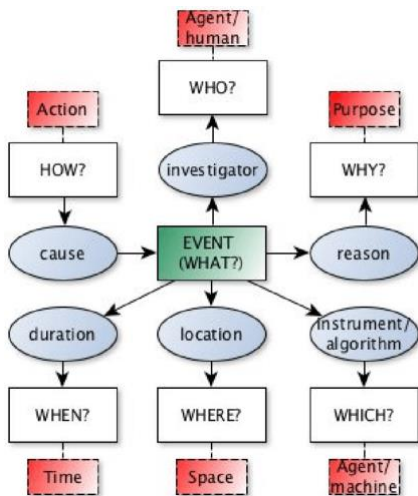 Agent/
human
Action
WHO?
Purpose
HOW?
investigator
WHY?
cause
EVENT
(WHAT?)
reason
duration
location
instrument/
algorithm
WHEN?
WHERE?
WHICH?
Time
Space
Agent/
machine